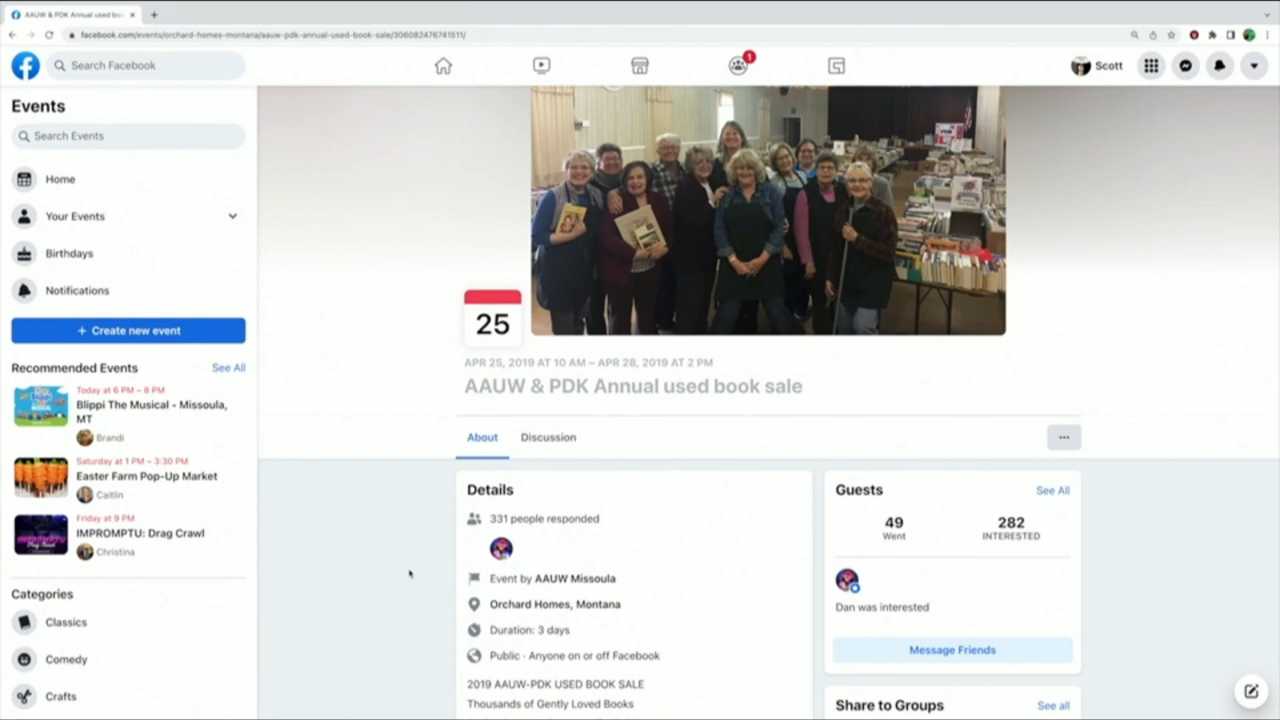 AAUW & PDK Annual used boo
facebook.com/events/orchard-homes-montana/aauw-pdk-annual-used-book-sale/306082476741511/
Search Facebook
1
Scott
Events
Search Events
Home
Your Events
Birthdays
Notifications
+ Create new event
Recommended Events
See All
Today at 6 PM – 8 PM
Blippi The Musical - Missoula,
MT
Brandi
Saturday at 1 PM – 3:30 PM
Easter Farm Pop-Up Market
Caitlin
Friday at 9 PM
IMPROMPTU: Drag Crawl
Christina
Categories
Classics
Comedy
Crafts
25
APR 25, 2019 AT 10 AM – APR 28, 2019 AT 2 PM
AAUW & PDK Annual used book sale
About
Discussion
Details
331 people responded
Event by AAUW Missoula
Orchard Homes, Montana
Duration: 3 days
Public · Anyone on or off Facebook
2019 AAUW-PDK USED BOOK SALE
Thousands of Gently Loved Books
Guests
See All
49
Went
282
INTERESTED
Dan was interested
Message Friends
Share to Groups
See all